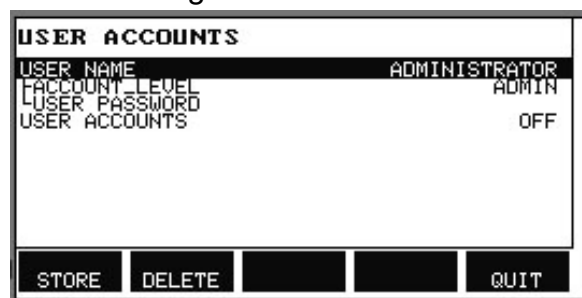 USER ACCOUNTS
USER NAME ADMINISTRATOR
ACCOUNT LEVEL ADMIN
USER PASSWORD
USER ACCOUNTS OFF
STORE DELETE QUIT